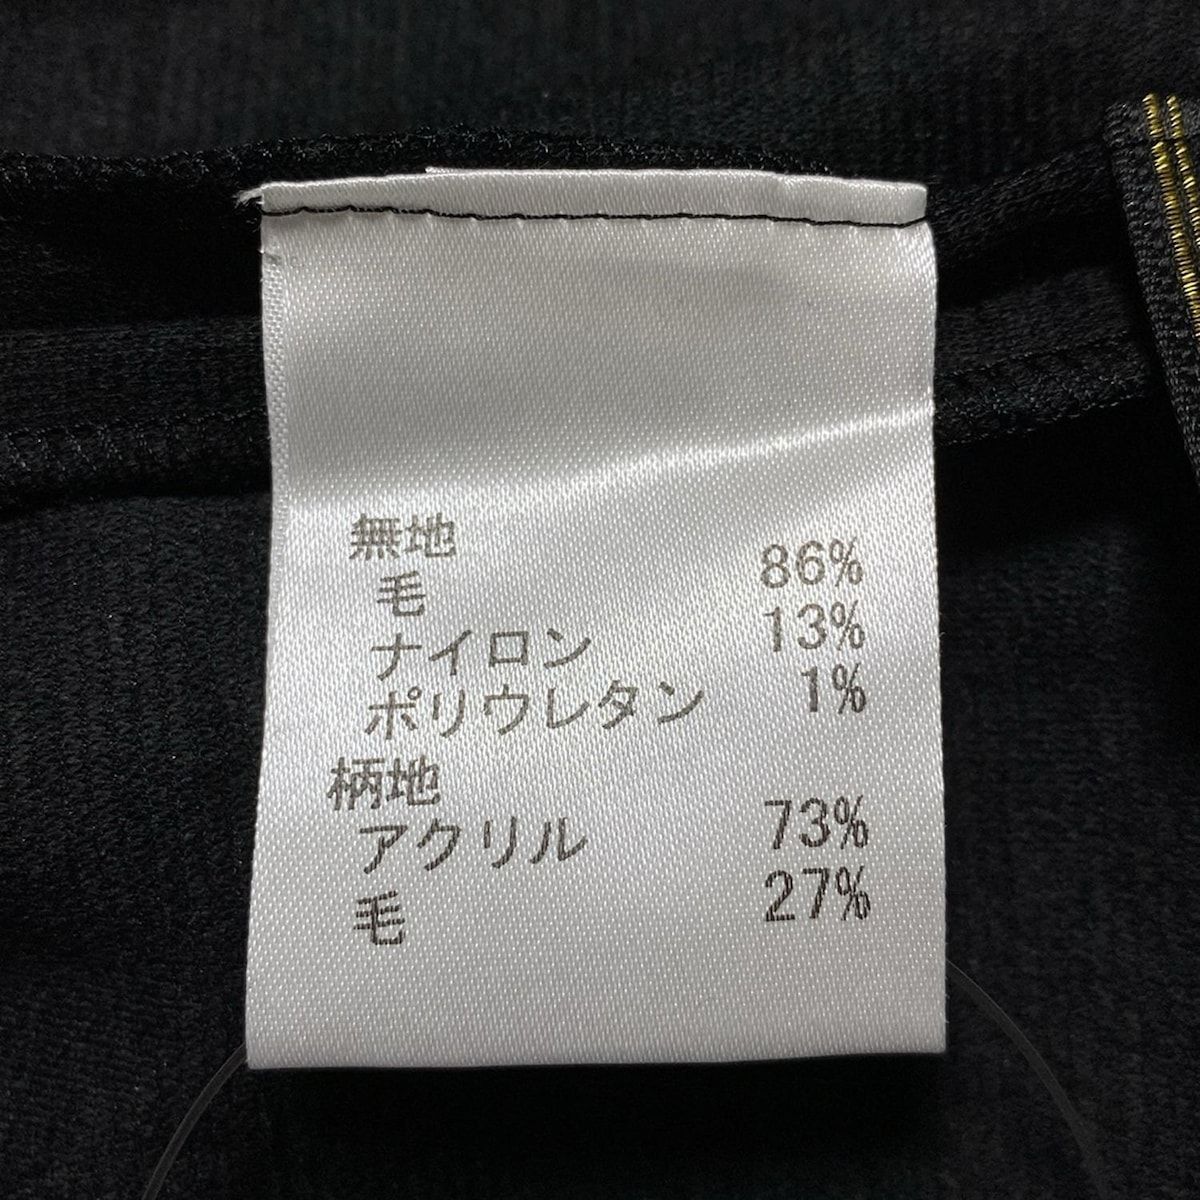 無地
毛 86%
ナイロン 13%
ポリウレタン 1%
柄地
アクリル 73%
毛 27%